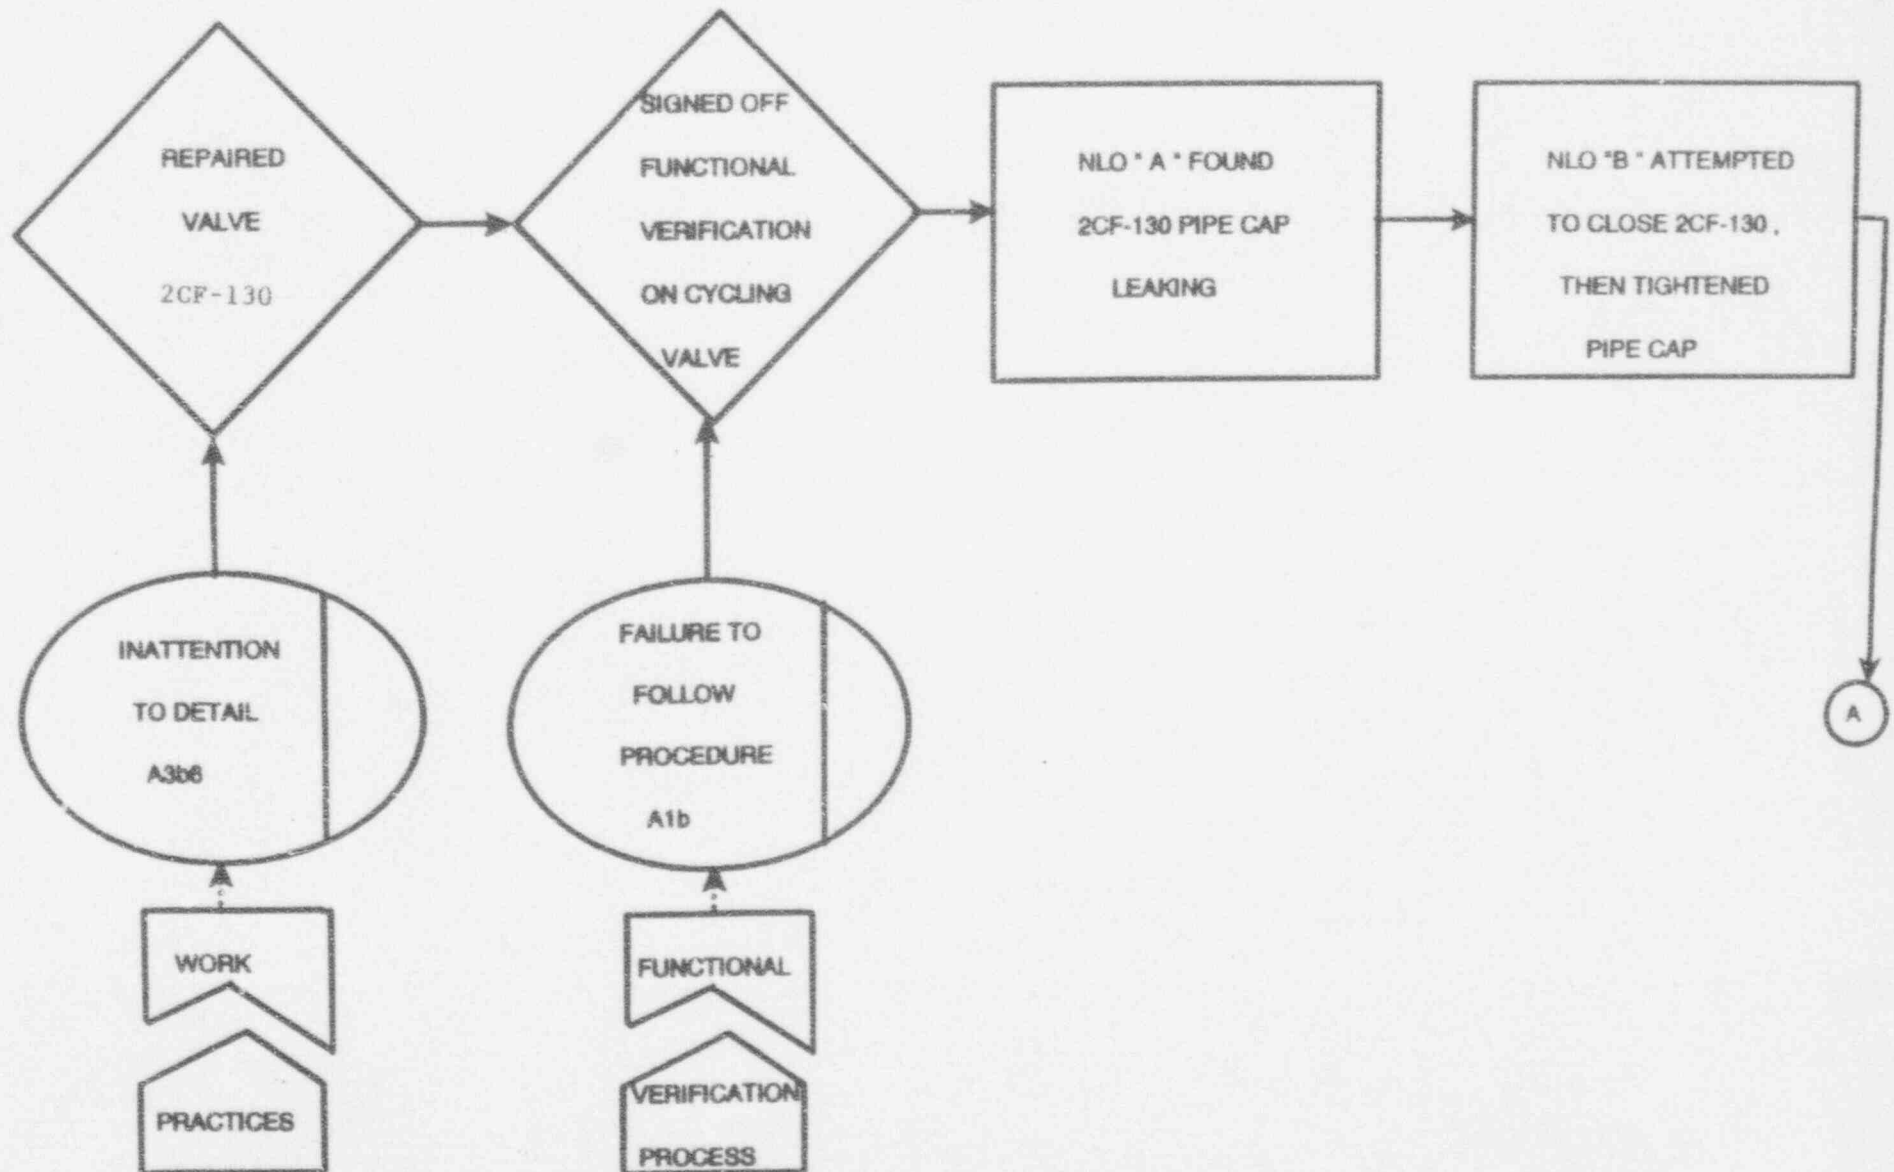 REPAIRED
VALVE
2CF-130
SIGNED OFF
FUNCTIONAL
VERIFICATION
ON CYCLING
VALVE
NLO " A " FOUND
2CF-130 PIPE CAP
LEAKING
NLO "B " ATTEMPTED
TO CLOSE 2CF-130 ,
THEN TIGHTENED
PIPE CAP
INATTENTION
TO DETAIL
A3b6
FAILURE TO
FOLLOW
PROCEDURE
A1b
A
WORK
PRACTICES
FUNCTIONAL
VERIFICATION
PROCESS